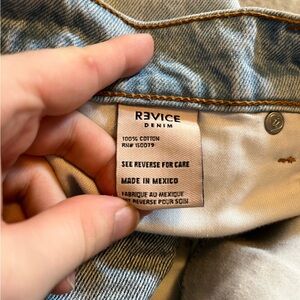 REVICE
DENIM
100% COTTON
RN# 150019
SEE REVERSE FOR CARE
MADE IN MEXICO
FABRIQUE AU MEXIQUE
REVERSE POUR SOIN